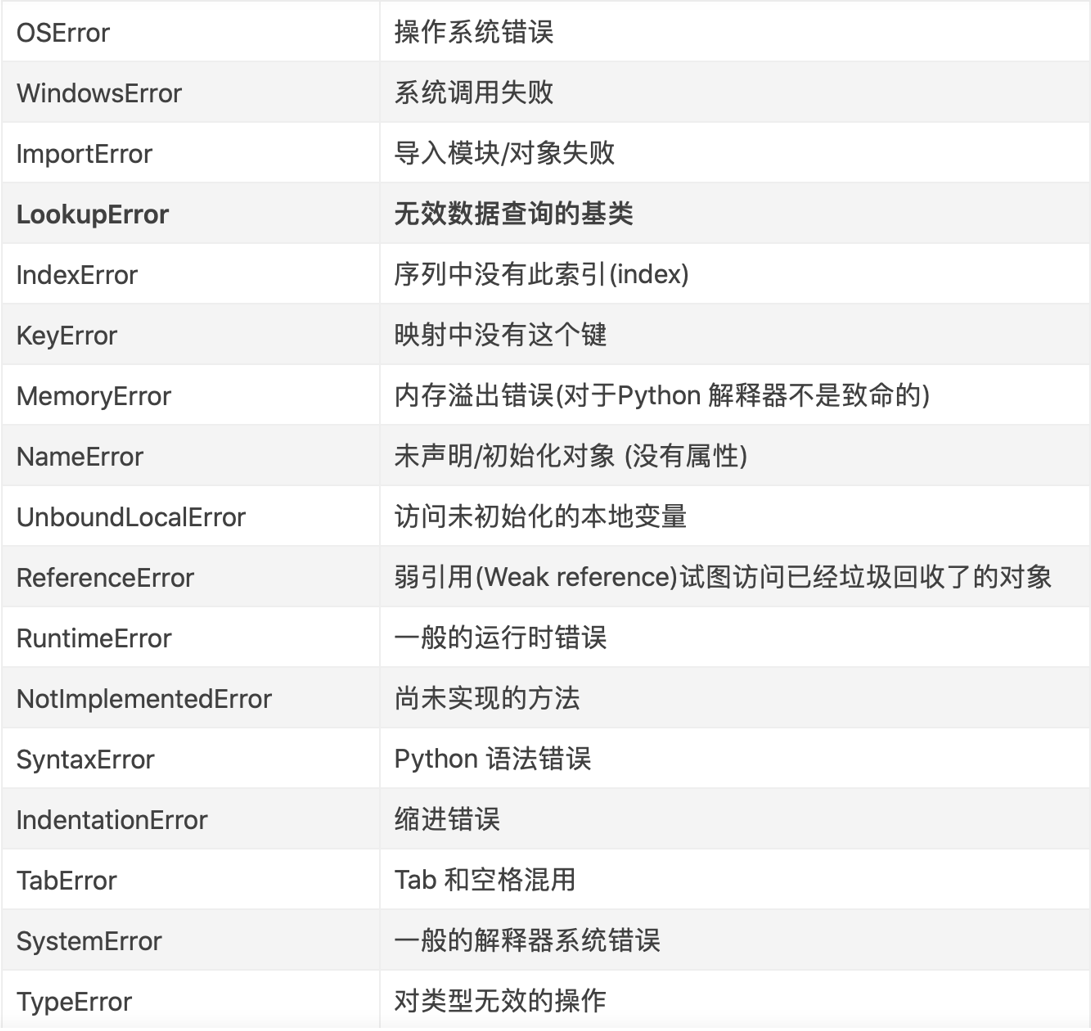 OSError 操作系统错误
WindowsError 系统调用失败
ImportError 导入模块/对象失败
LookupError 无效数据查询的基类
IndexError 序列中没有此索引(index)
KeyError 映射中没有这个键
MemoryError 内存溢出错误(对于Python 解释器不是致命的)
NameError 未声明/初始化对象 (没有属性)
UnboundLocalError 访问未初始化的本地变量
ReferenceError 弱引用(Weak reference)试图访问已经垃圾回收了的对象
RuntimeError 一般的运行时错误
NotImplementedError 尚未实现的方法
SyntaxError Python 语法错误
IndentationError 缩进错误
TabError Tab 和空格混用
SystemError 一般的解释器系统错误
TypeError 对类型无效的操作